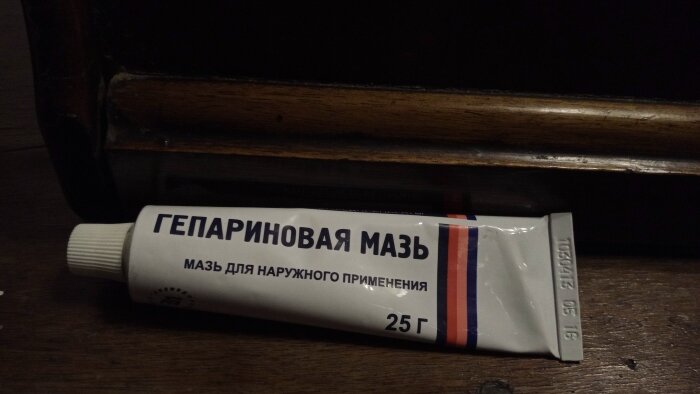 ГЕПАРИНОВАЯ МАЗЬ
МАЗЬ ДЛЯ НАРУЖНОГО ПРИМЕНЕНИЯ
25 Г